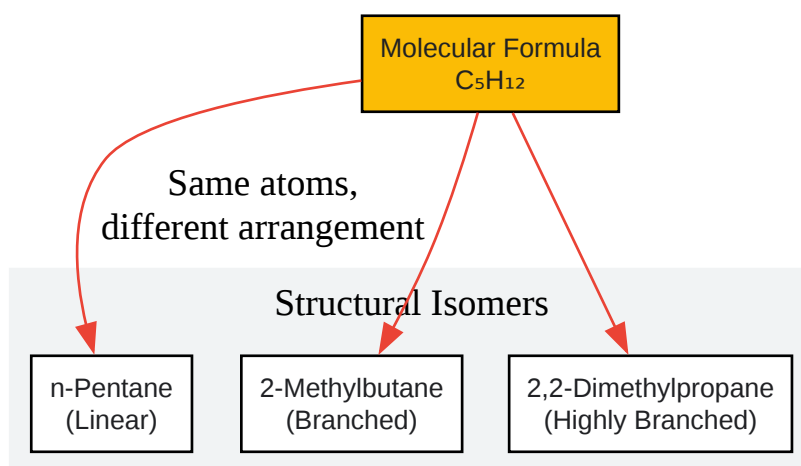 Molecular Formula
C₅H₁₂
Same atoms,
different arrangement
Structural Isomers
n-Pentane
(Linear)
2-Methylbutane
(Branched)
2,2-Dimethylpropane
(Highly Branched)